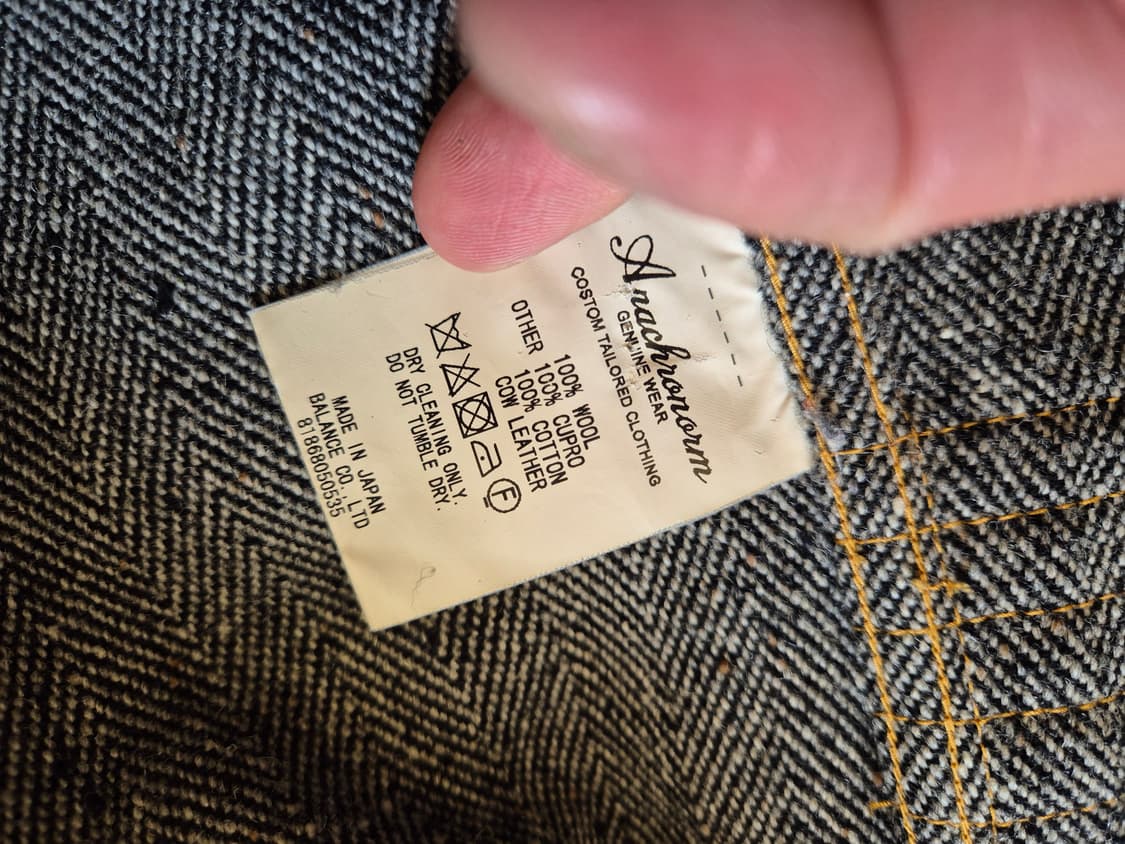 Anachronorm
GENUINE WEAR
COSTOM TAILORED CLOTHING
100% WOOL
OTHER 100% CUPRO
100% COTTON
COW LEATHER
F
DRY CLEANING ONLY.
DO NOT TUMBLE DRY.
MADE IN JAPAN
BALANCE CO.,LTD
8186050535